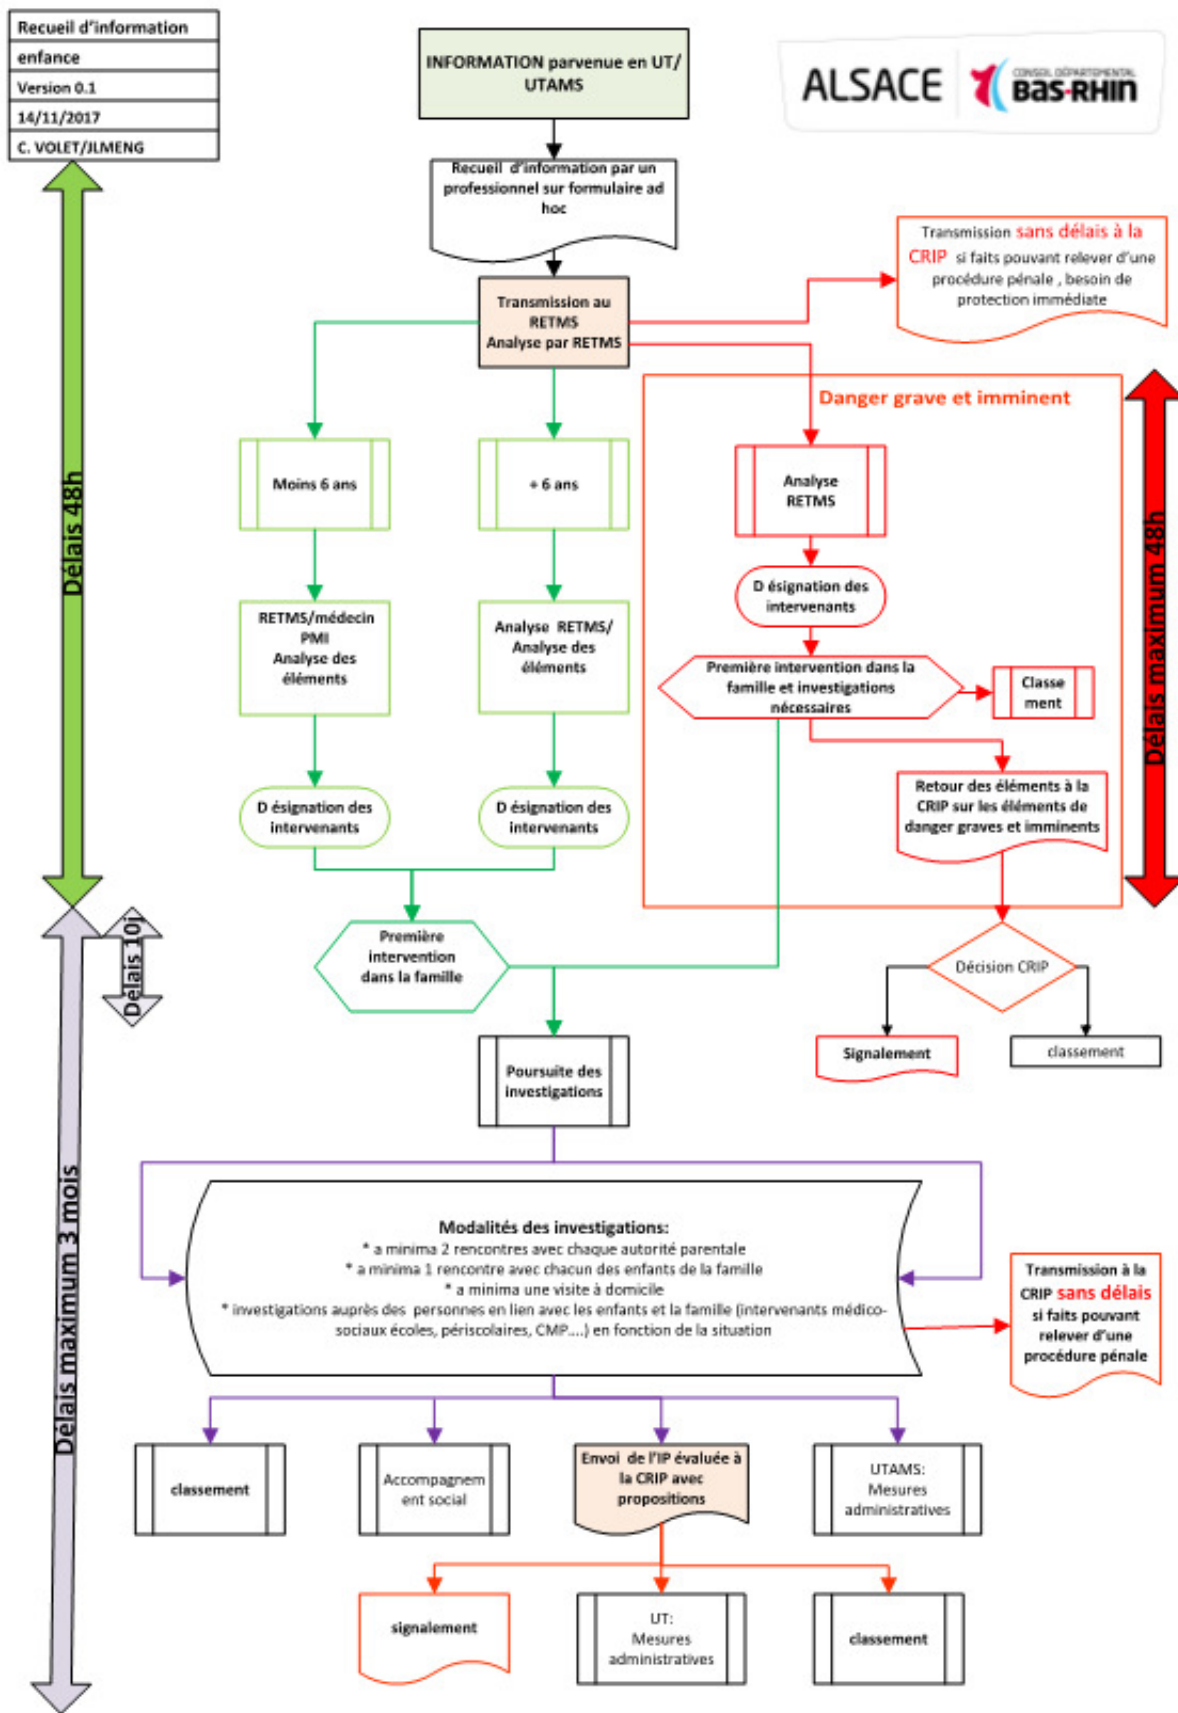 Recueil d'information
enfance
Version 0.1
14/11/2017
C. VOLET/JLMENG
INFORMATION parvenue en UT/
UTAMS
ALSACE
CONSEIL DÉPARTEMENTAL
BAS-RHIN
Recueil d'information par un
professionnel sur formulaire ad
hoc
Transmission sans délais à la
CRIP si faits pouvant relever d'une
procédure pénale , besoin de
protection immédiate
Transmission au
RETMS
Analyse par RETMS
Délais 48h
Danger grave et imminent
Délais maximum 48h
Moins 6 ans
+ 6 ans
Analyse
RETMS
D ésignation des
intervenants
RETMS/médecin
PMI
Analyse des
éléments
Analyse RETMS/
Analyse des
éléments
Première intervention dans la
famille et investigations
nécessaires
Classe
ment
Retour des éléments à la
CRIP sur les éléments de
danger graves et imminents
D ésignation des
intervenants
D ésignation des
intervenants
Délais 10j
Première
intervention
dans la famille
Décision CRIP
Signalement
classement
Poursuite des
investigations
Délais maximum 3 mois
Modalités des investigations:
* a minima 2 rencontres avec chaque autorité parentale
* a minima 1 rencontre avec chacun des enfants de la famille
* a minima une visite à domicile
* investigations auprès des personnes en lien avec les enfants et la famille (intervenants médico-
sociaux écoles, périscolaires, CMP....) en fonction de la situation
Transmission à la
CRIP sans délais
si faits pouvant
relever d'une
procédure pénale
classement
Accompagnem
ent social
Envoi de l'IP évaluée à
la CRIP avec
propositions
UTAMS:
Mesures
administratives
signalement
UT:
Mesures
administratives
classement